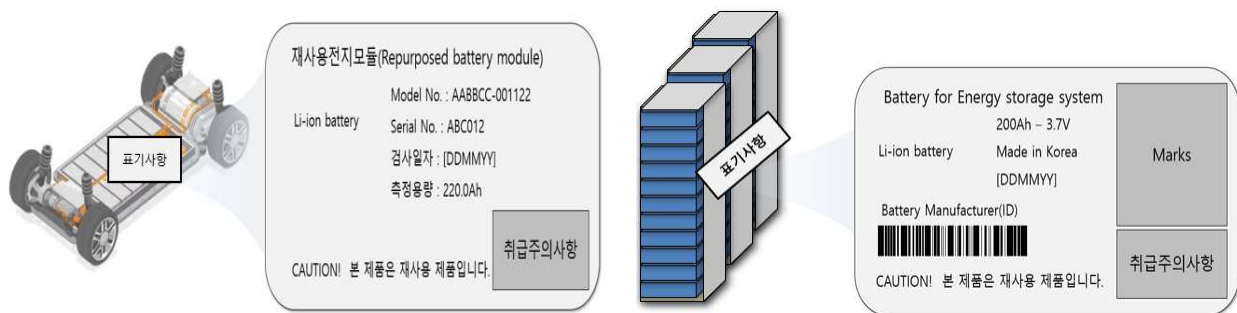 표기사항
재사용전지모듈(Repurposed battery module)
Li-ion battery
Model No. : AABBCC-001122
Serial No. : ABC012
검사일자 : [DDMMYY]
측정용량 : 220.0Ah
취급주의사항
CAUTION! 본 제품은 재사용 제품입니다.
표기사항
Battery for Energy storage system
200Ah – 3.7V
Li-ion battery
Made in Korea
[DDMMYY]
Marks
Battery Manufacturer(ID)
취급주의사항
CAUTION! 본 제품은 재사용 제품입니다.